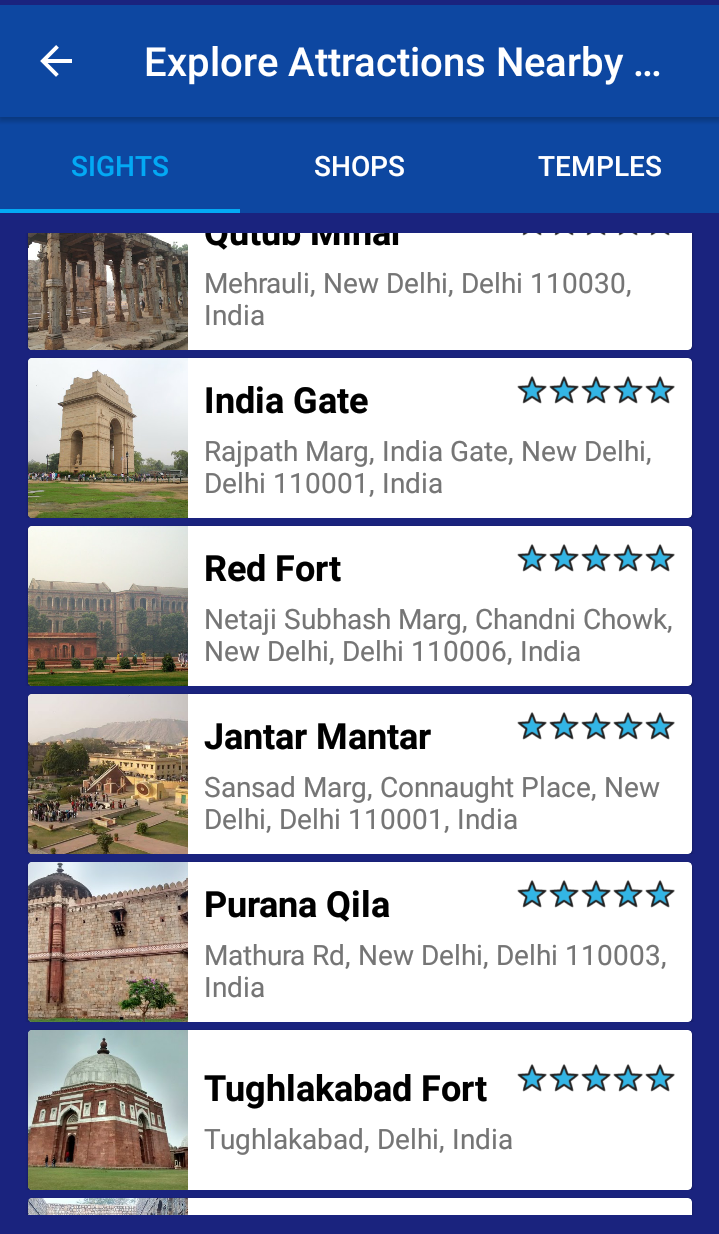 Explore Attractions Nearby ...
SIGHTS
SHOPS
TEMPLES
Qutub Minar
Mehrauli, New Delhi, Delhi 110030,
India
India Gate
Rajpath Marg, India Gate, New Delhi,
Delhi 110001, India
Red Fort
Netaji Subhash Marg, Chandni Chowk,
New Delhi, Delhi 110006, India
Jantar Mantar
Sansad Marg, Connaught Place, New
Delhi, Delhi 110001, India
Purana Qila
Mathura Rd, New Delhi, Delhi 110003,
India
Tughlakabad Fort
Tughlakabad, Delhi, India